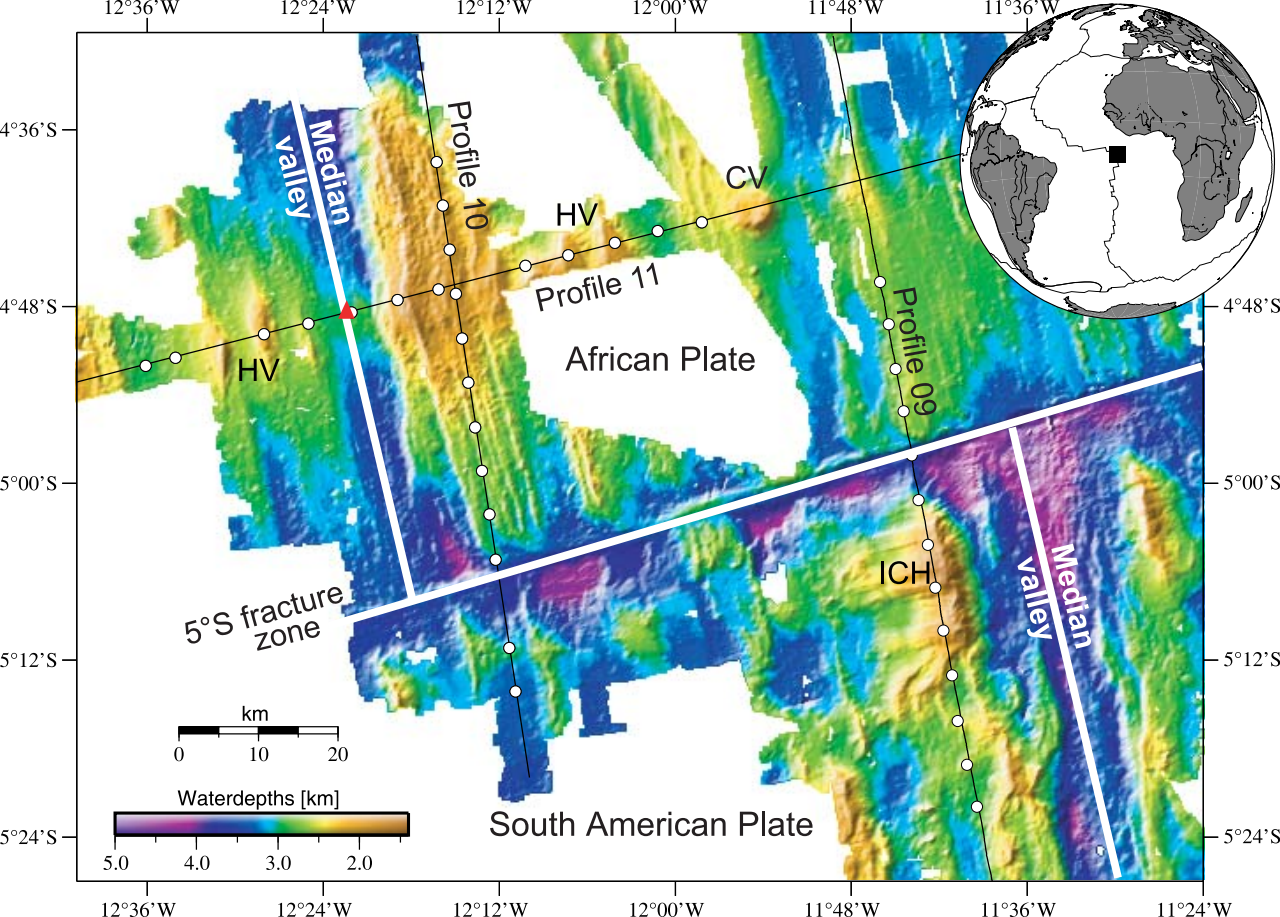 12°36'W 12°24'W 12°12'W 12°00'W 11°48'W 11°36'W
4°36'S
Median
valley
Profile 10
CV
HV
Profile 11
4°48'S
4°48'S
HV
African Plate
Profile 09
5°00'S
5°00'S
ICH
Median
valley
5°S fracture
zone
5°12'S
5°12'S
km
0 10 20
Waterdepths [km]
5.0 4.0 3.0 2.0
South American Plate
5°24'S
5°24'S
12°36'W 12°24'W 12°12'W 12°00'W 11°48'W 11°36'W 11°24'W